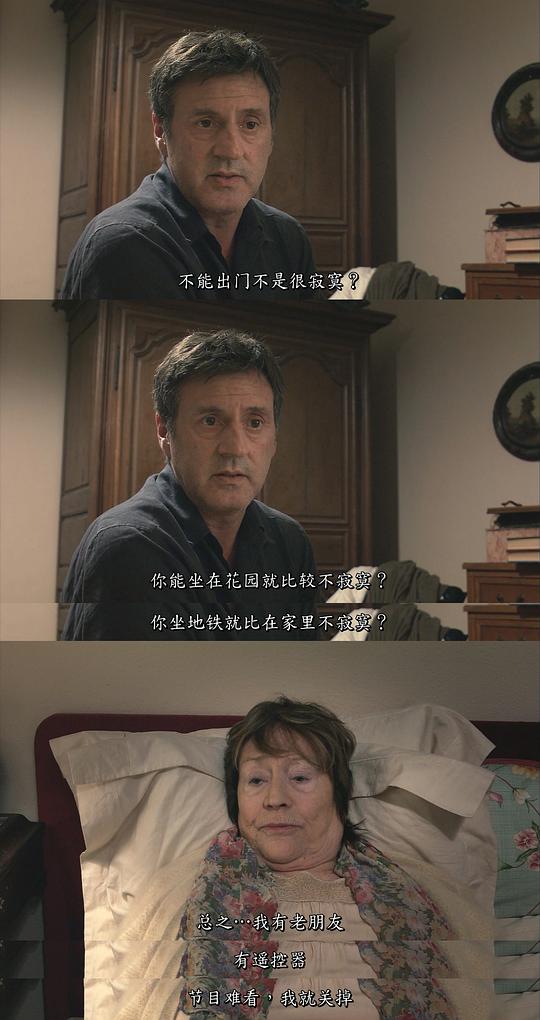 不能出门不是很寂寞？
你能坐在花园就比较不寂寞？
你坐地铁就比在家里不寂寞？
总之…我有老朋友
有遥控器
节目难看，我就关掉